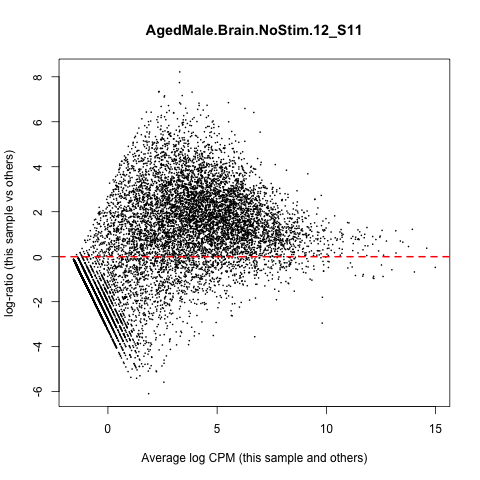 AgedMale.Brain.NoStim.12_S11
log-ratio (this sample vs others)
8
6
4
2
0
-2
-4
-6
0 5 10 15
Average log CPM (this sample and others)